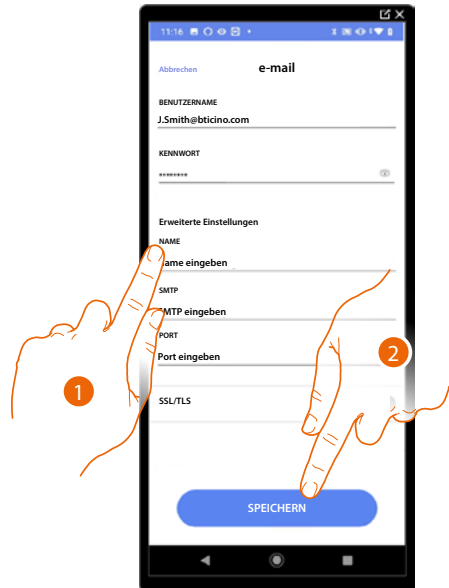 11:16
Abbrechen e-mail
BENUTZERNAME
J.Smith@bticino.com
KENNWORT
********
Erweiterte Einstellungen
NAME
ame eingeben
SMTP
SMTP eingeben
PORT
Port eingeben
SSL/TLS
SPEICHERN
1
2